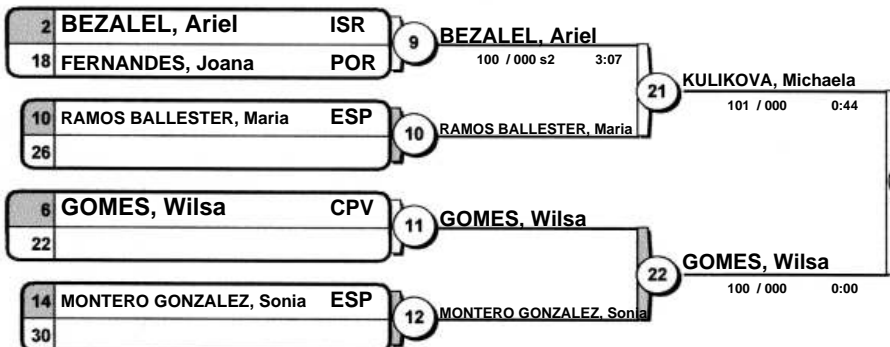 2 BEZALEL, Ariel ISR
18 FERNANDES, Joana POR
9 BEZALEL, Ariel
100 / 000 s2 3:07
10 RAMOS BALLESTER, Maria ESP
26
10 RAMOS BALLESTER, Maria
21 KULIKOVA, Michaela
101 / 000 0:44
6 GOMES, Wilsa CPV
22
11 GOMES, Wilsa
14 MONTERO GONZALEZ, Sonia ESP
30
12 MONTERO GONZALEZ, Sonia
22 GOMES, Wilsa
100 / 000 0:00